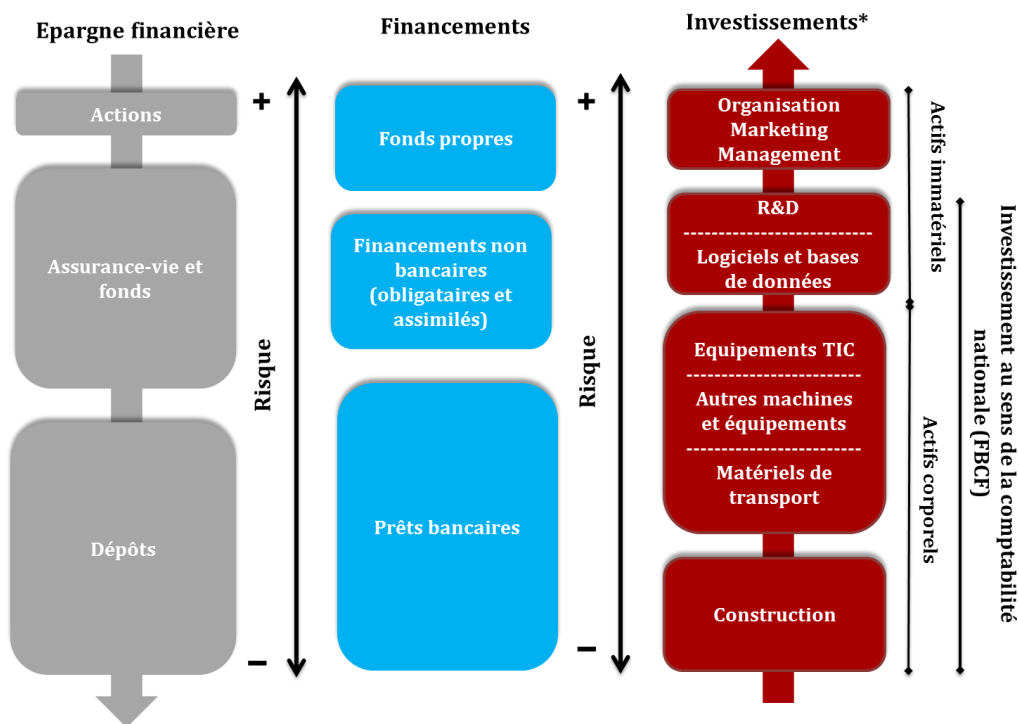 Epargne financière
Actions
Assurance-vie et
fonds
Dépôts
+
Risque
–
Financements
Fonds propres
Financements non
bancaires
(obligataires et
assimilés)
Prêts bancaires
+
Risque
–
Investissements*
Organisation
Marketing
Management
R&D
Logiciels et bases
de données
Equipements TIC
Autres machines
et équipements
Matériels de
transport
Construction
Actifs immatériels
Actifs corporels
Investissement au sens de la comptabilité
nationale (FBCF)